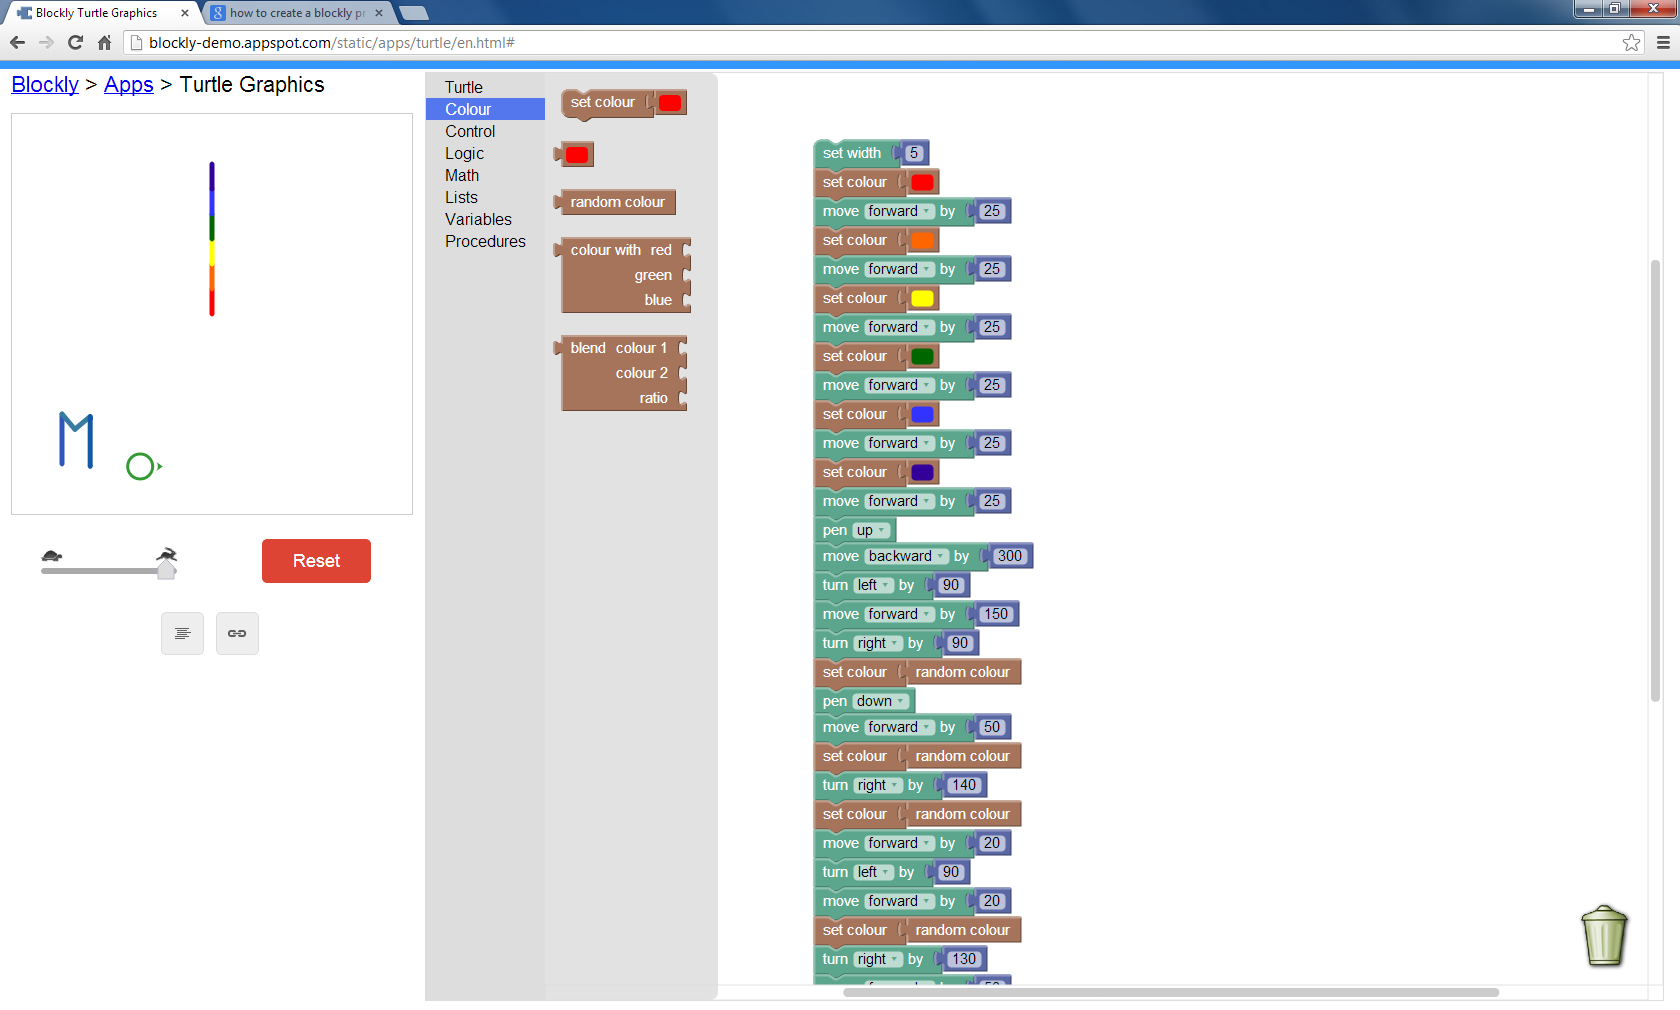 Blockly Turtle Graphics
how to create a blockly pr
blockly-demo.appspot.com/static/apps/turtle/en.html#
Blockly > Apps > Turtle Graphics
Reset
Turtle
Colour
Control
Logic
Math
Lists
Variables
Procedures
set colour
random colour
colour with red
green
blue
blend colour 1
colour 2
ratio
set width 5
set colour
move forward by 25
set colour
move forward by 25
set colour
move forward by 25
set colour
move forward by 25
set colour
move forward by 25
set colour
move forward by 25
pen up
move backward by 300
turn left by 90
move forward by 150
turn right by 90
set colour random colour
pen down
move forward by 50
set colour random colour
turn right by 140
set colour random colour
move forward by 20
turn left by 90
move forward by 20
set colour random colour
turn right by 130